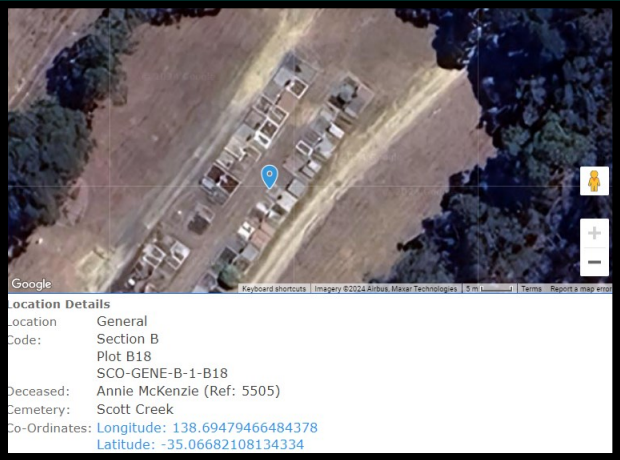 Google
Keyboard shortcuts
Imagery ©2024 Airbus, Maxar Technologies
5 m
Terms
Report a map error
Location Details
Location General
Code: Section B
Plot B18
SCO-GENE-B-1-B18
Deceased: Annie McKenzie (Ref: 5505)
Cemetery: Scott Creek
Co-Ordinates: Longitude: 138.69479466484378
Latitude: -35.06682108134334